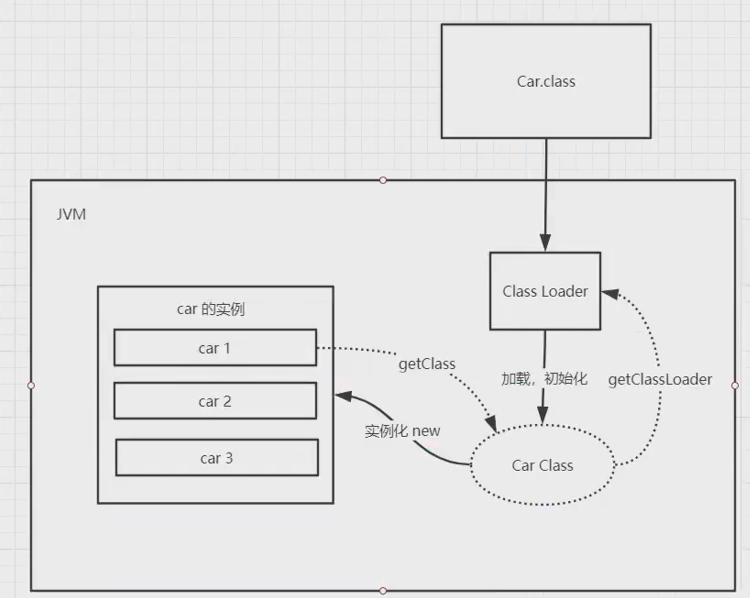 Car.class
JVM
Class Loader
car 的实例
car 1
getClass
加载，初始化
getClassLoader
car 2
实例化 new
car 3
Car Class